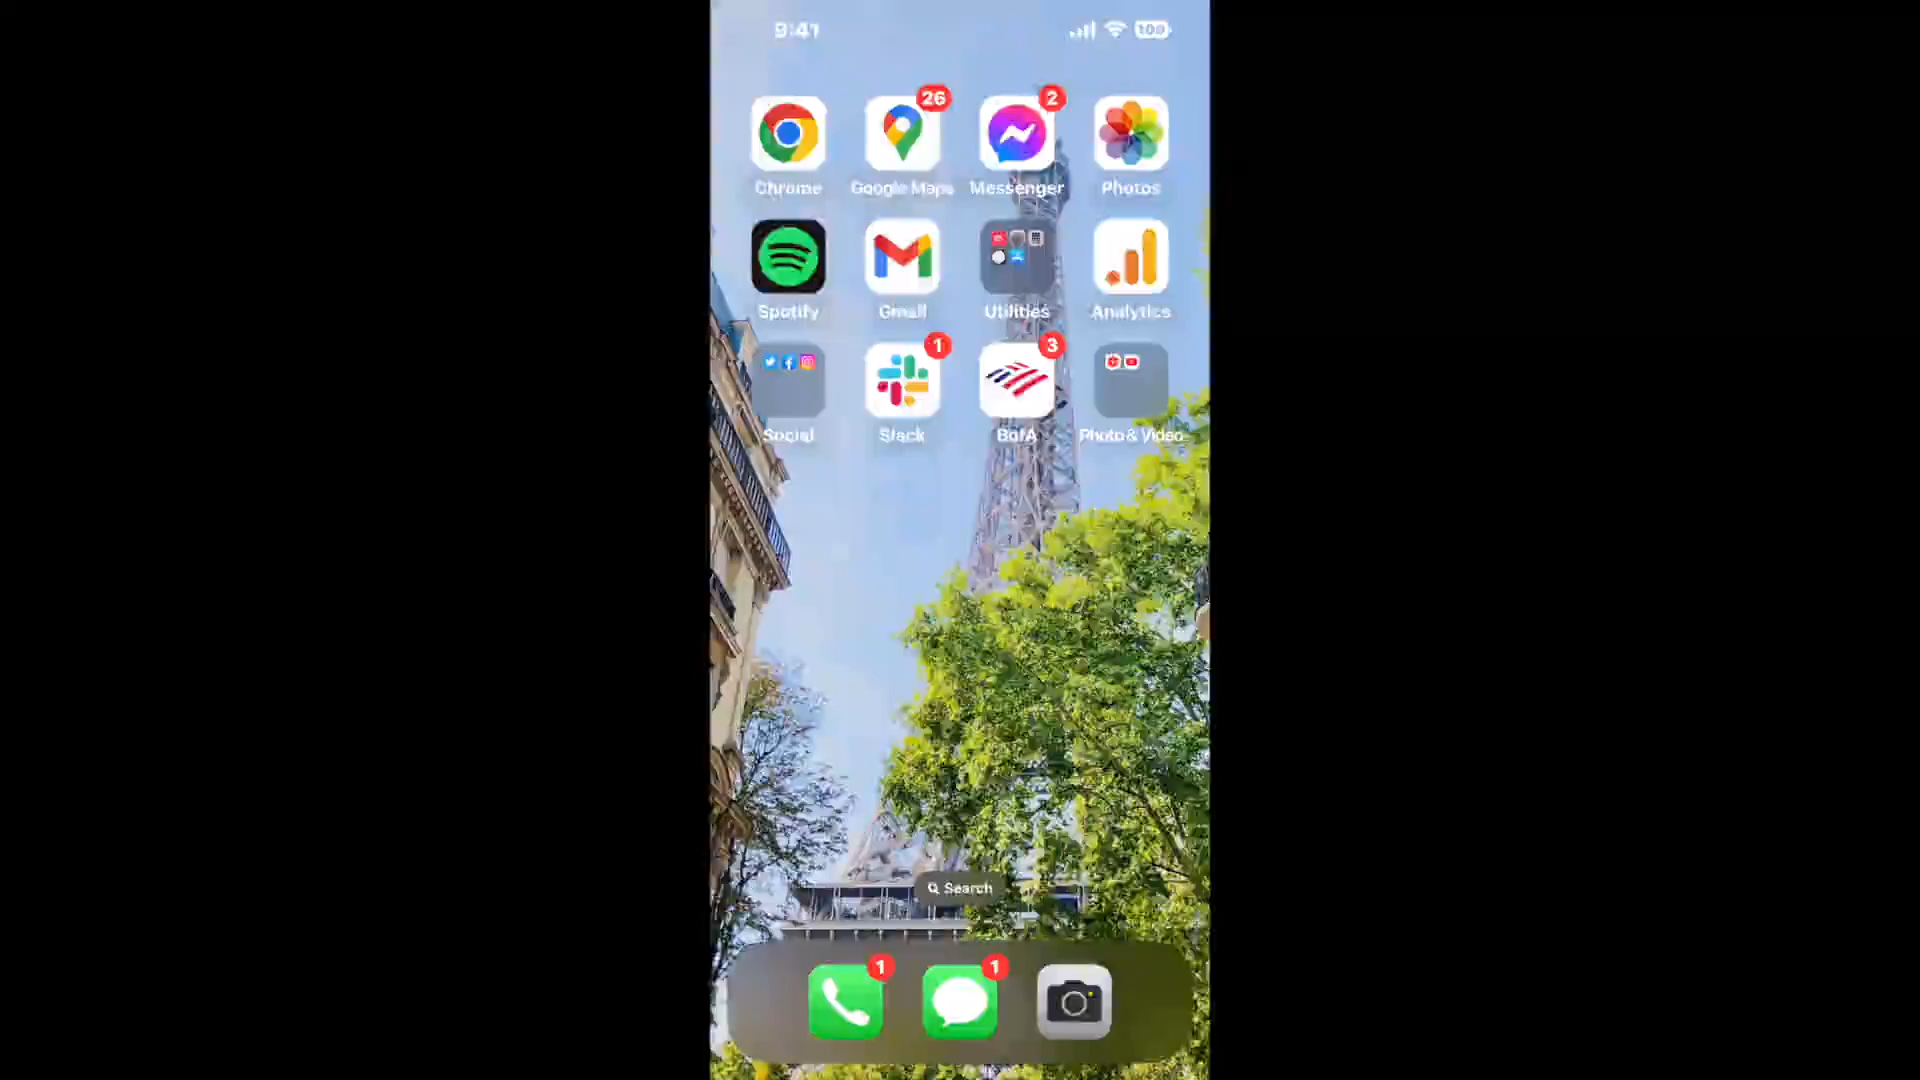 9:41
100
26
2
Chrome
Google Maps
Messenger
Photos
Spotify
Gmail
Utilities
Analytics
1
3
Social
Slack
BofA
Photo & Video
Search
1
1